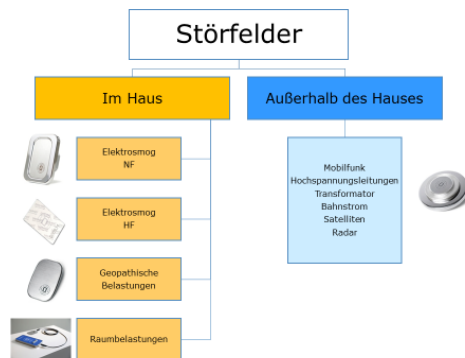 Störfelder
Im Haus
Außerhalb des Hauses
Elektrosmog
NF
Elektrosmog
HF
Geopathische
Belastungen
Raumbelastungen
Mobilfunk
Hochspannungsleitungen
Transformator
Bahnstrom
Satelliten
Radar